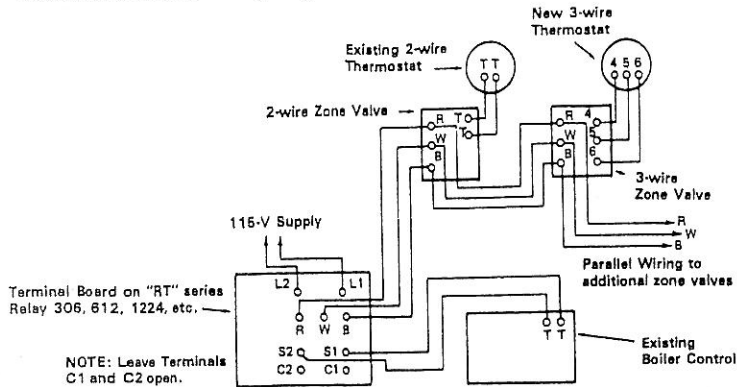 New 3-wire
Thermostat
Existing 2-wire
Thermostat
T T
4 5 6
2-wire Zone Valve
R T
W T
B
R 4
W 5
B 6
3-wire
Zone Valve
115-V Supply
R
W
B
Parallel Wiring to
additional zone valves
L2 L1
Terminal Board on "RT" series
Relay 306, 612, 1224, etc.
R W B
S2 S1
C2 C1
NOTE: Leave Terminals
C1 and C2 open.
T T
Existing
Boiler Control